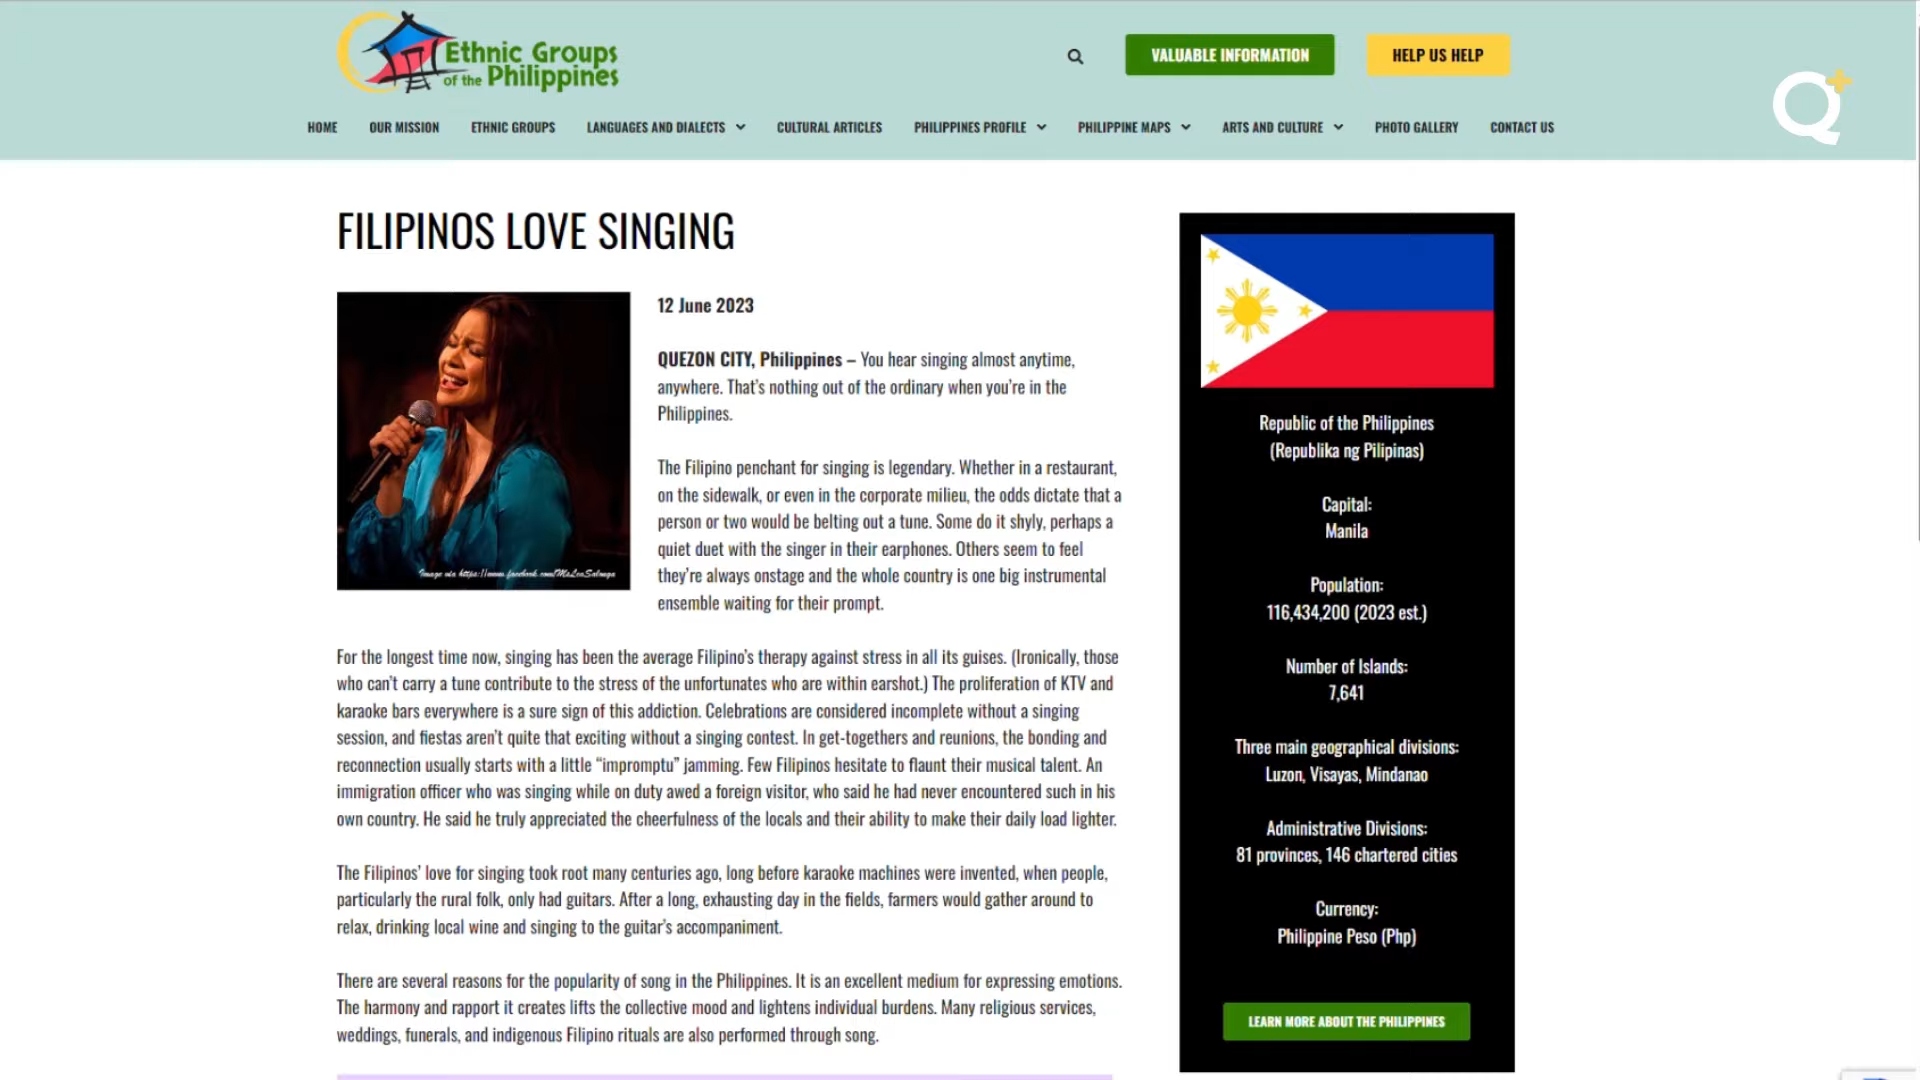 Ethnic Groups
of the Philippines
VALUABLE INFORMATION
HELP US HELP
Q+
HOME
OUR MISSION
ETHNIC GROUPS
LANGUAGES AND DIALECTS
CULTURAL ARTICLES
PHILIPPINES PROFILE
PHILIPPINE MAPS
ARTS AND CULTURE
PHOTO GALLERY
CONTACT US
FILIPINOS LOVE SINGING
Image via https://www.facebook.com/MsLeaSalonga
12 June 2023
QUEZON CITY, Philippines – You hear singing almost anytime,
anywhere. That's nothing out of the ordinary when you're in the
Philippines.
The Filipino penchant for singing is legendary. Whether in a restaurant,
on the sidewalk, or even in the corporate milieu, the odds dictate that a
person or two would be belting out a tune. Some do it shyly, perhaps a
quiet duet with the singer in their earphones. Others seem to feel
they're always onstage and the whole country is one big instrumental
ensemble waiting for their prompt.
For the longest time now, singing has been the average Filipino's therapy against stress in all its guises. (Ironically, those
who can't carry a tune contribute to the stress of the unfortunates who are within earshot.) The proliferation of KTV and
karaoke bars everywhere is a sure sign of this addiction. Celebrations are considered incomplete without a singing
session, and fiestas aren't quite that exciting without a singing contest. In get-togethers and reunions, the bonding and
reconnection usually starts with a little “impromptu” jamming. Few Filipinos hesitate to flaunt their musical talent. An
immigration officer who was singing while on duty awed a foreign visitor, who said he had never encountered such in his
own country. He said he truly appreciated the cheerfulness of the locals and their ability to make their daily load lighter.
The Filipinos' love for singing took root many centuries ago, long before karaoke machines were invented, when people,
particularly the rural folk, only had guitars. After a long, exhausting day in the fields, farmers would gather around to
relax, drinking local wine and singing to the guitar's accompaniment.
There are several reasons for the popularity of song in the Philippines. It is an excellent medium for expressing emotions.
The harmony and rapport it creates lifts the collective mood and lightens individual burdens. Many religious services,
weddings, funerals, and indigenous Filipino rituals are also performed through song.
Republic of the Philippines
(Republika ng Pilipinas)
Capital:
Manila
Population:
116,434,200 (2023 est.)
Number of Islands:
7,641
Three main geographical divisions:
Luzon, Visayas, Mindanao
Administrative Divisions:
81 provinces, 146 chartered cities
Currency:
Philippine Peso (Php)
LEARN MORE ABOUT THE PHILIPPINES